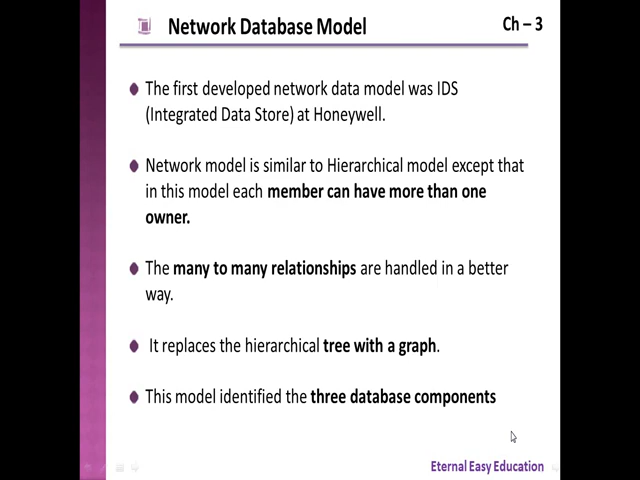 Network Database Model
Ch – 3
The first developed network data model was IDS
(Integrated Data Store) at Honeywell.
Network model is similar to Hierarchical model except that
in this model each member can have more than one
owner.
The many to many relationships are handled in a better
way.
It replaces the hierarchical tree with a graph.
This model identified the three database components
Eternal Easy Education